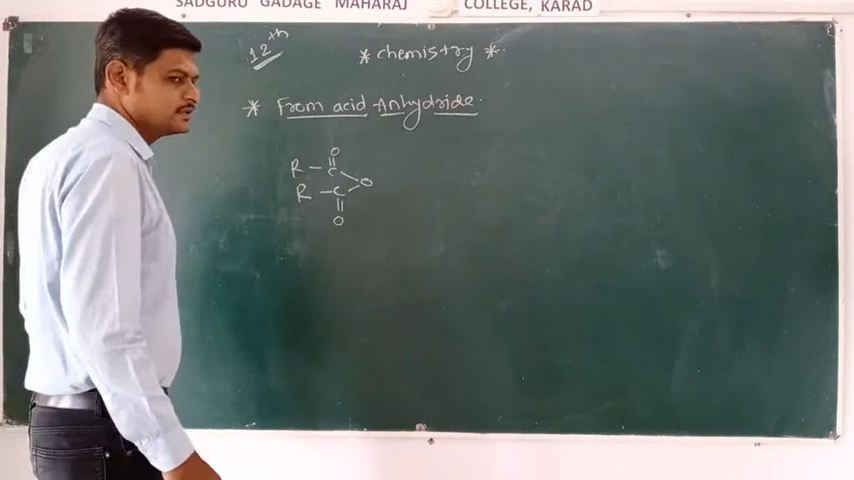 SADGURU GADAGE MAHARAJ COLLEGE, KARAD
12th
* chemistry *
* From acid Anhydride.
O
R - C
O
R - C
O